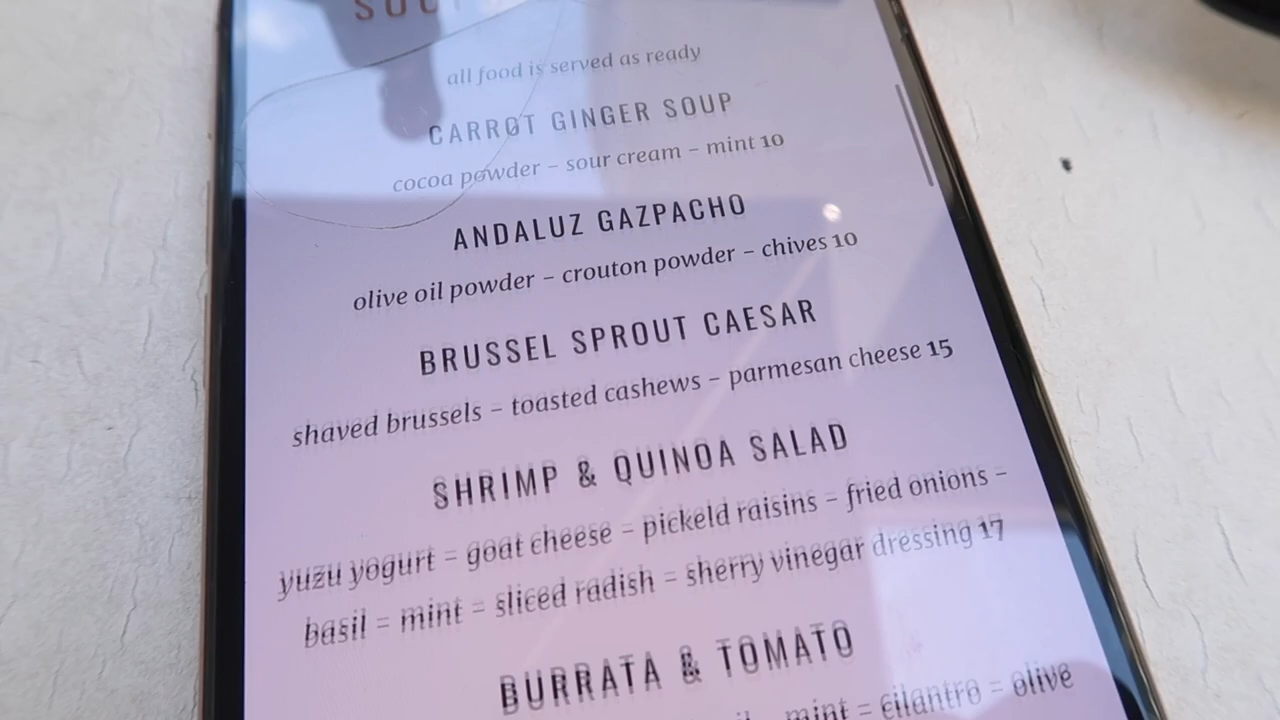 all food is served as ready
CARROT GINGER SOUP
cocoa powder – sour cream – mint 10
ANDALUZ GAZPACHO
olive oil powder – crouton powder – chives 10
BRUSSEL SPROUT CAESAR
shaved brussels – toasted cashews – parmesan cheese 15
SHRIMP & QUINOA SALAD
yuzu yogurt – goat cheese – pickeld raisins – fried onions –
basil – mint – sliced radish – sherry vinegar dressing 17
BURRATA & TOMATO
mint – cilantro – olive